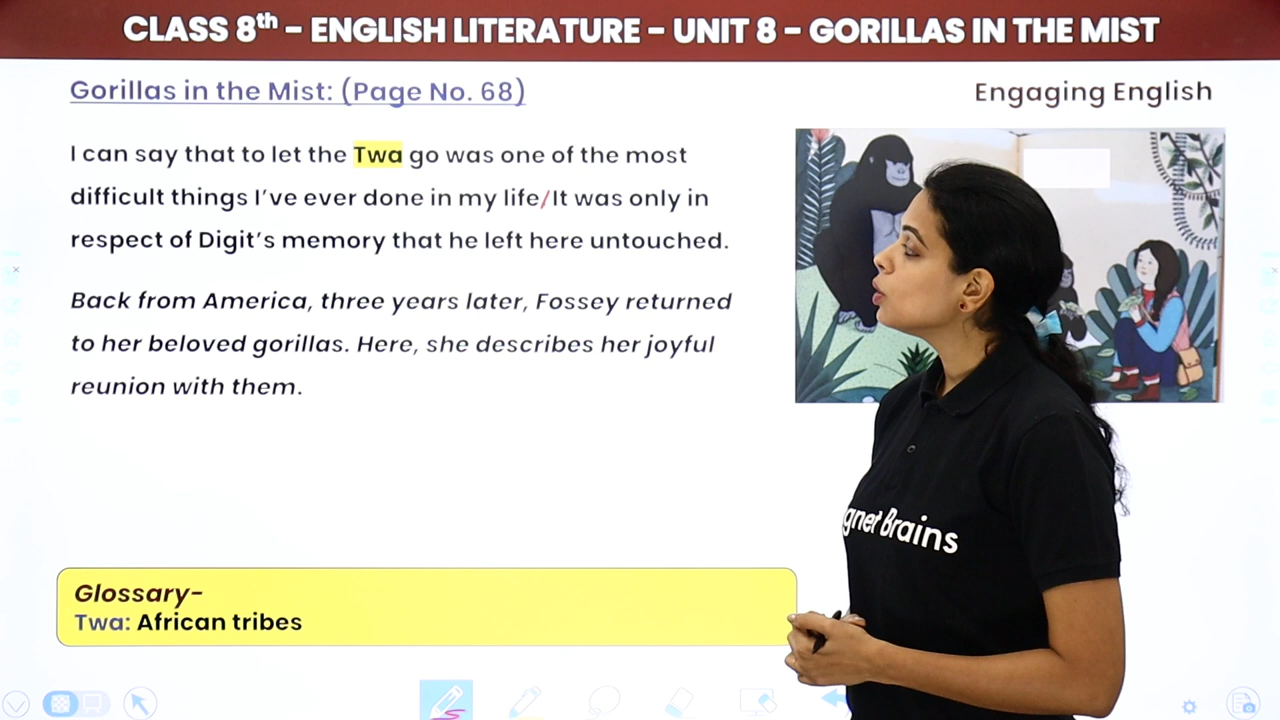 CLASS 8th - ENGLISH LITERATURE - UNIT 8 - GORILLAS IN THE MIST
Gorillas in the Mist: (Page No. 68)
Engaging English
I can say that to let the Twa go was one of the most
difficult things I've ever done in my life/It was only in
respect of Digit's memory that he left here untouched.
Back from America, three years later, Fossey returned
to her beloved gorillas. Here, she describes her joyful
reunion with them.
gnet Brains
Glossary-
Twa: African tribes